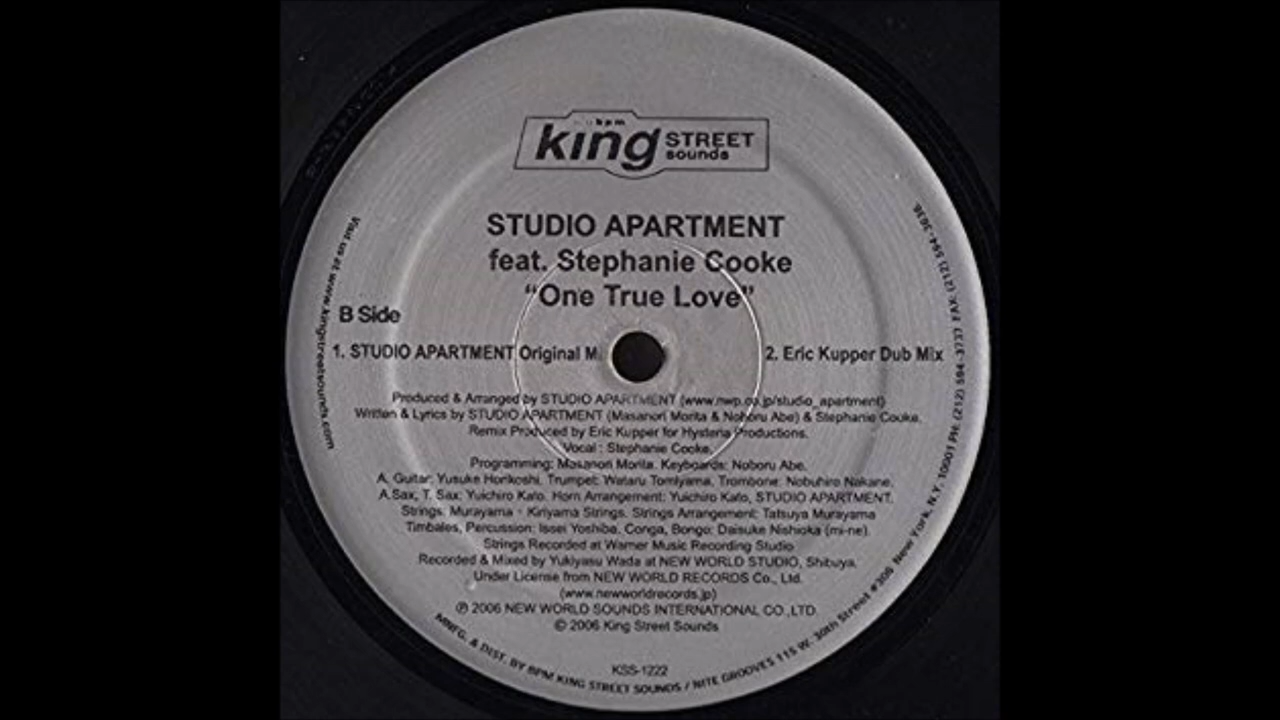 bpm
king STREET
sounds
STUDIO APARTMENT
feat. Stephanie Cooke
"One True Love"
B Side
1. STUDIO APARTMENT Original M
2. Eric Kupper Dub Mix
Produced & Arranged by STUDIO APARTMENT (www.nwp.co.jp/studio_apartment)
Written & Lyrics by STUDIO APARTMENT (Masanori Morita & Noboru Abe) & Stephanie Cooke.
Remix Produced by Eric Kupper for Hysteria Productions.
Vocal : Stephanie Cooke.
Programming: Masanori Morita. Keyboards: Noboru Abe.
A. Guitar: Yusuke Horikoshi. Trumpet: Wataru Tomiyama. Trombone: Nobuhiro Nakane.
A.Sax, T. Sax: Yuichiro Kato. Horn Arrangement: Yuichiro Kato, STUDIO APARTMENT.
Strings: Murayama・Kiriyama Strings. Strings Arrangement: Tatsuya Murayama
Timbales, Percussion: Issei Yoshiba. Conga, Bongo: Daisuke Nishioka (mi-ne).
Strings Recorded at Warner Music Recording Studio
Recorded & Mixed by Yukiyasu Wada at NEW WORLD STUDIO, Shibuya.
Under License from NEW WORLD RECORDS Co., Ltd.
(www.newworldrecords.jp)
℗ 2006 NEW WORLD SOUNDS INTERNATIONAL CO.,LTD
© 2006 King Street Sounds
KSS-1222
Visit us at www.kingstreetsounds.com
MNFG. & DIST. BY BPM KING STREET SOUNDS / NITE GROOVES 115 W. 30th Street #306 New York, N.Y. 10001 PH: (212) 594-3737 FAX: (212) 594-3636.